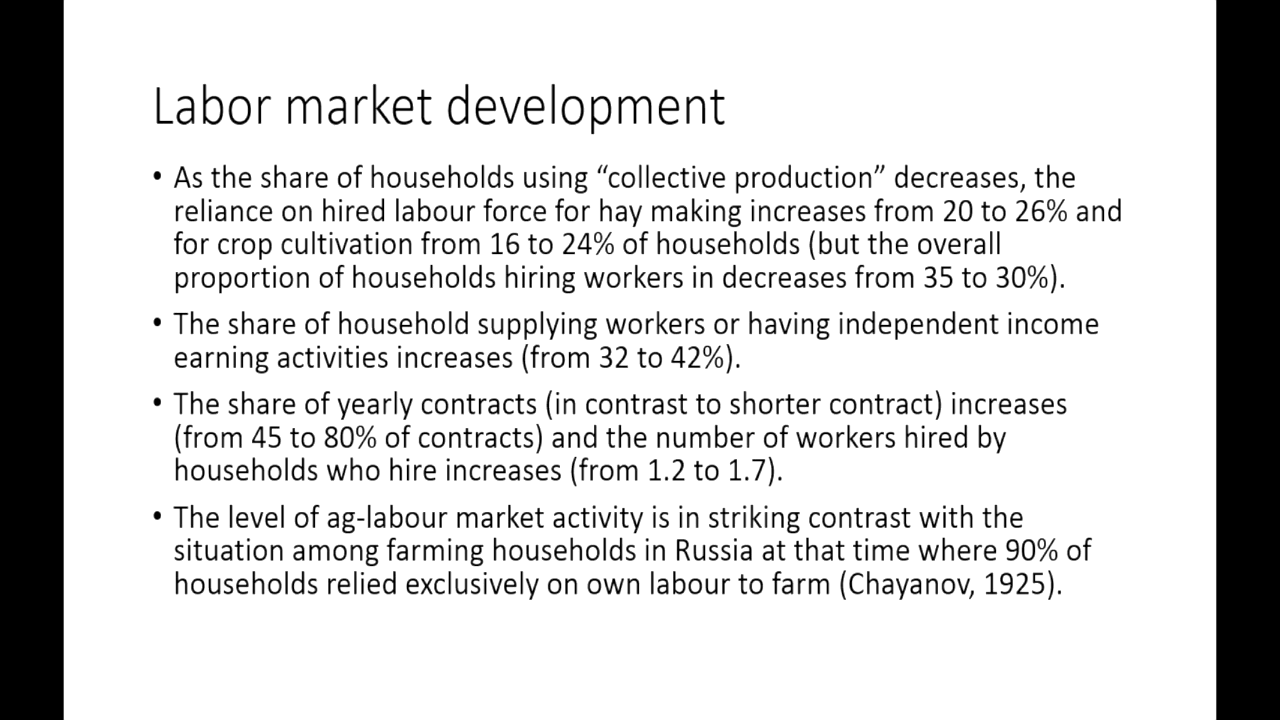 Labor market development
• As the share of households using “collective production” decreases, the
reliance on hired labour force for hay making increases from 20 to 26% and
for crop cultivation from 16 to 24% of households (but the overall
proportion of households hiring workers in decreases from 35 to 30%).
• The share of household supplying workers or having independent income
earning activities increases (from 32 to 42%).
• The share of yearly contracts (in contrast to shorter contract) increases
(from 45 to 80% of contracts) and the number of workers hired by
households who hire increases (from 1.2 to 1.7).
• The level of ag-labour market activity is in striking contrast with the
situation among farming households in Russia at that time where 90% of
households relied exclusively on own labour to farm (Chayanov, 1925).